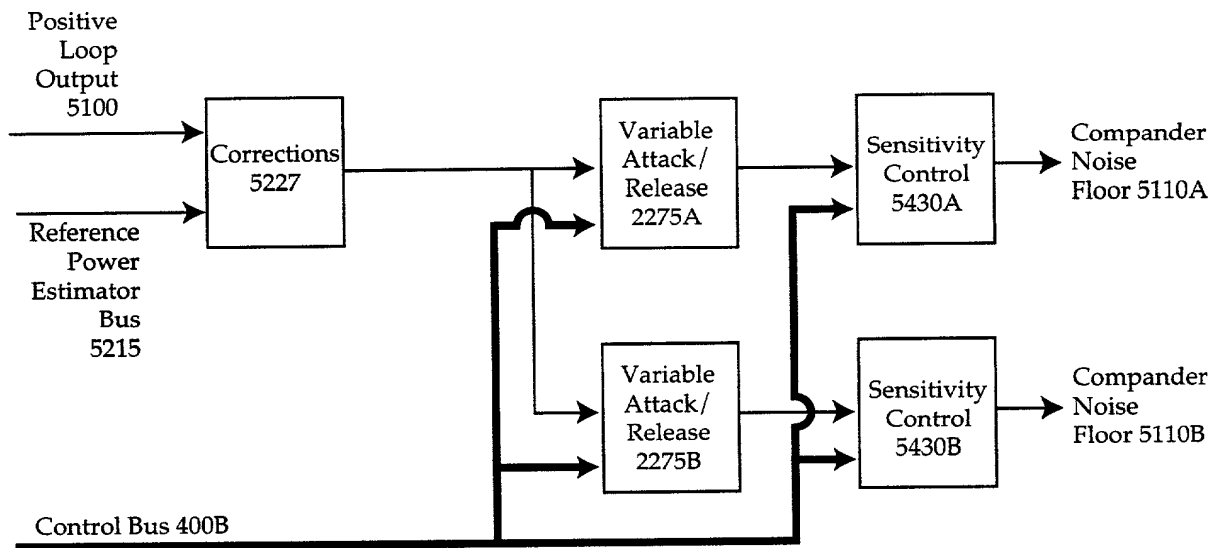 Positive
Loop
Output
5100
Corrections
5227
Reference
Power
Estimator
Bus
5215
Variable
Attack/
Release
2275A
Sensitivity
Control
5430A
Compander
Noise
Floor 5110A
Variable
Attack/
Release
2275B
Sensitivity
Control
5430B
Compander
Noise
Floor 5110B
Control Bus 400B